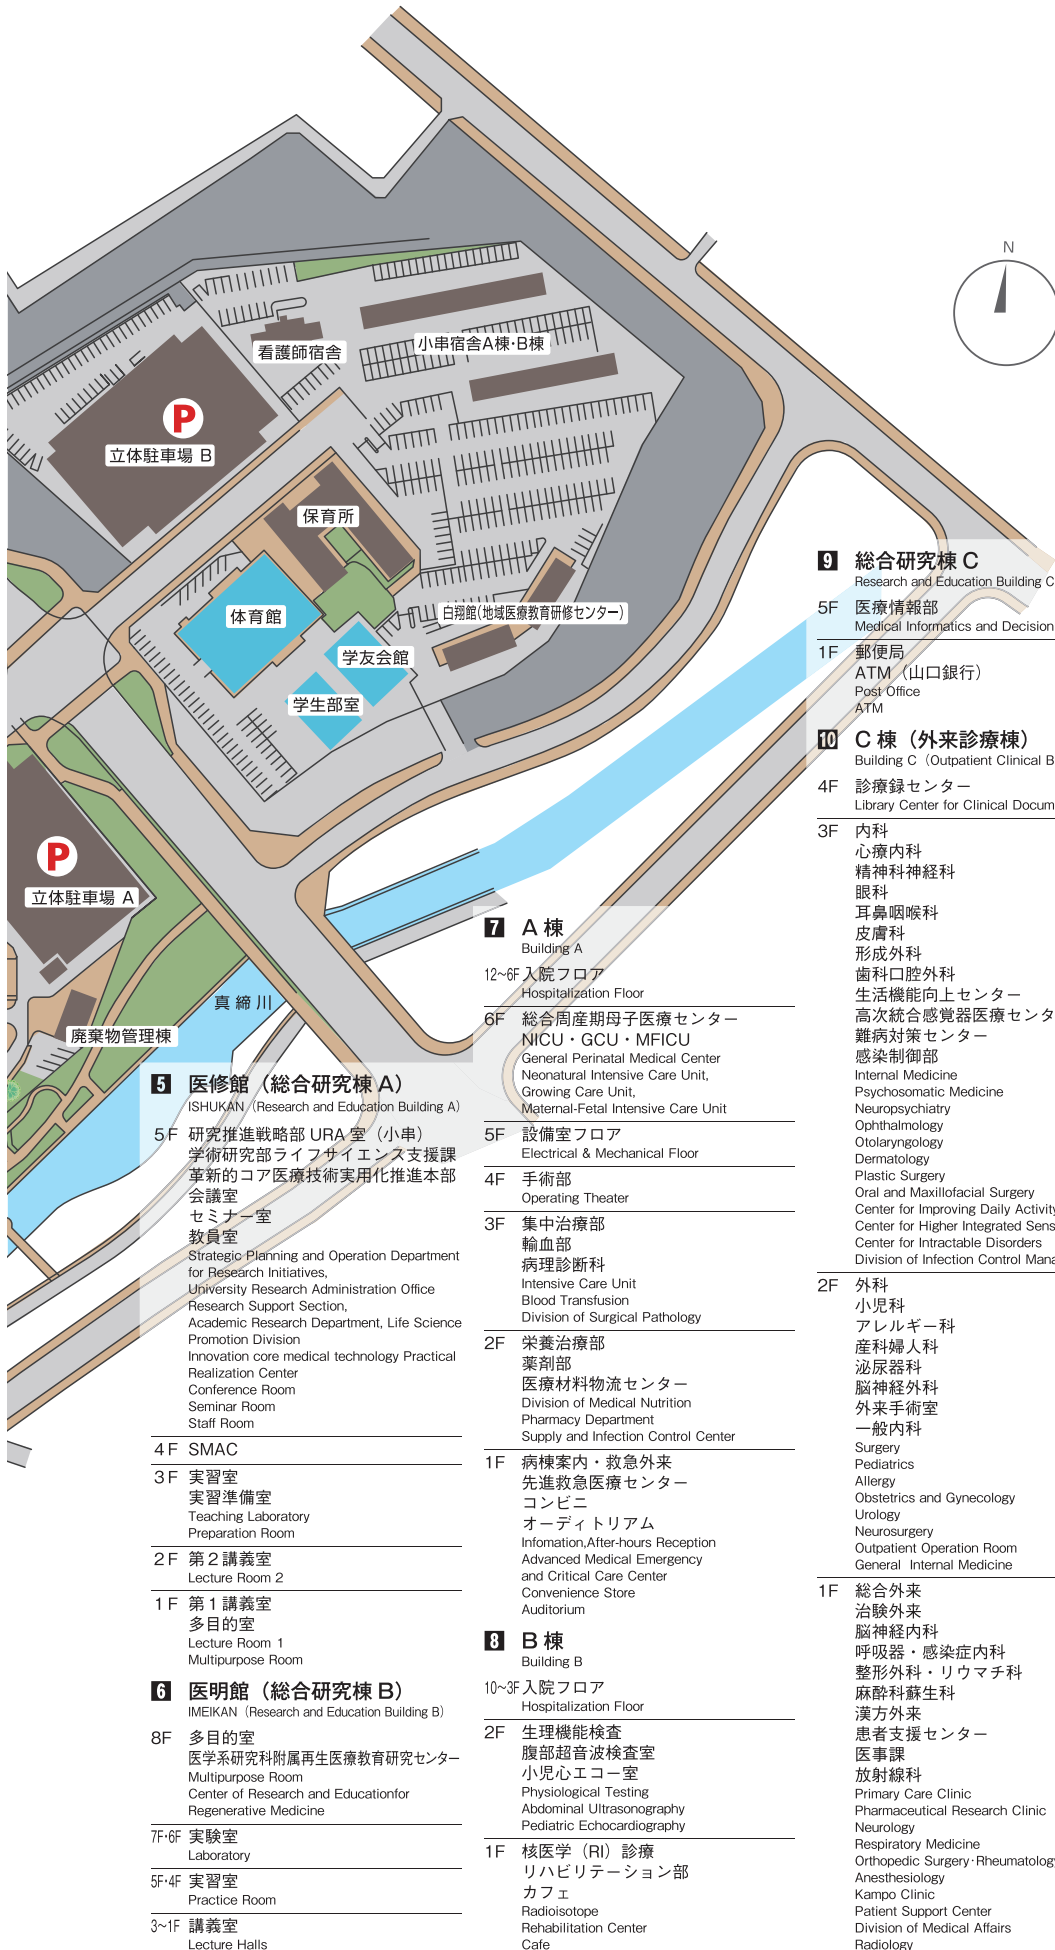 N
看護師宿舎
小串宿舎A棟・B棟
P
立体駐車場 B
保育所
体育館
白翔館(地域医療教育研修センター)
学友会館
学生部室
P
立体駐車場 A
真締川
廃棄物管理棟
5 医修館（総合研究棟 A）
ISHUKAN（Research and Education Building A）
5F 研究推進戦略部 URA 室（小串）
学術研究部ライフサイエンス支援課
革新的コア医療技術実用化推進本部
会議室
セミナー室
教員室
Strategic Planning and Operation Department
for Research Initiatives,
University Research Administration Office
Research Support Section,
Academic Research Department, Life Science
Promotion Division
Innovation core medical technology Practical
Realization Center
Conference Room
Seminar Room
Staff Room
4F SMAC
3F 実習室
実習準備室
Teaching Laboratory
Preparation Room
2F 第２講義室
Lecture Room 2
1F 第１講義室
多目的室
Lecture Room 1
Multipurpose Room
6 医明館（総合研究棟 B）
IMEIKAN（Research and Education Building B）
8F 多目的室
医学系研究科附属再生医療教育研究センター
Multipurpose Room
Center of Research and Educationfor
Regenerative Medicine
7F・6F 実験室
Laboratory
5F・4F 実習室
Practice Room
3~1F 講義室
Lecture Halls
7 A 棟
Building A
12~6F 入院フロア
Hospitalization Floor
6F 総合周産期母子医療センター
NICU・GCU・MFICU
General Perinatal Medical Center
Neonatural Intensive Care Unit,
Growing Care Unit,
Maternal-Fetal Intensive Care Unit
5F 設備室フロア
Electrical & Mechanical Floor
4F 手術部
Operating Theater
3F 集中治療部
輸血部
病理診断科
Intensive Care Unit
Blood Transfusion
Division of Surgical Pathology
2F 栄養治療部
薬剤部
医療材料物流センター
Division of Medical Nutrition
Pharmacy Department
Supply and Infection Control Center
1F 病棟案内・救急外来
先進救急医療センター
コンビニ
オーディトリアム
Infomation,After-hours Reception
Advanced Medical Emergency
and Critical Care Center
Convenience Store
Auditorium
8 B 棟
Building B
10~3F 入院フロア
Hospitalization Floor
2F 生理機能検査
腹部超音波検査室
小児心エコー室
Physiological Testing
Abdominal Ultrasonography
Pediatric Echocardiography
1F 核医学（RI）診療
リハビリテーション部
カフェ
Radioisotope
Rehabilitation Center
Cafe
9 総合研究棟 C
Research and Education Building C
5F 医療情報部
Medical Informatics and Decision
1F 郵便局
ATM（山口銀行）
Post Office
ATM
10 C 棟（外来診療棟）
Building C（Outpatient Clinical B
4F 診療録センター
Library Center for Clinical Docum
3F 内科
心療内科
精神科神経科
眼科
耳鼻咽喉科
皮膚科
形成外科
歯科口腔外科
生活機能向上センター
高次統合感覚器医療センタ
難病対策センター
感染制御部
Internal Medicine
Psychosomatic Medicine
Neuropsychiatry
Ophthalmology
Otolaryngology
Dermatology
Plastic Surgery
Oral and Maxillofacial Surgery
Center for Improving Daily Activity
Center for Higher Integrated Sens
Center for Intractable Disorders
Division of Infection Control Mana
2F 外科
小児科
アレルギー科
産科婦人科
泌尿器科
脳神経外科
外来手術室
一般内科
Surgery
Pediatrics
Allergy
Obstetrics and Gynecology
Urology
Neurosurgery
Outpatient Operation Room
General Internal Medicine
1F 総合外来
治験外来
脳神経内科
呼吸器・感染症内科
整形外科・リウマチ科
麻酔科蘇生科
漢方外来
患者支援センター
医事課
放射線科
Primary Care Clinic
Pharmaceutical Research Clinic
Neurology
Respiratory Medicine
Orthopedic Surgery・Rheumatology
Anesthesiology
Kampo Clinic
Patient Support Center
Division of Medical Affairs
Radiology